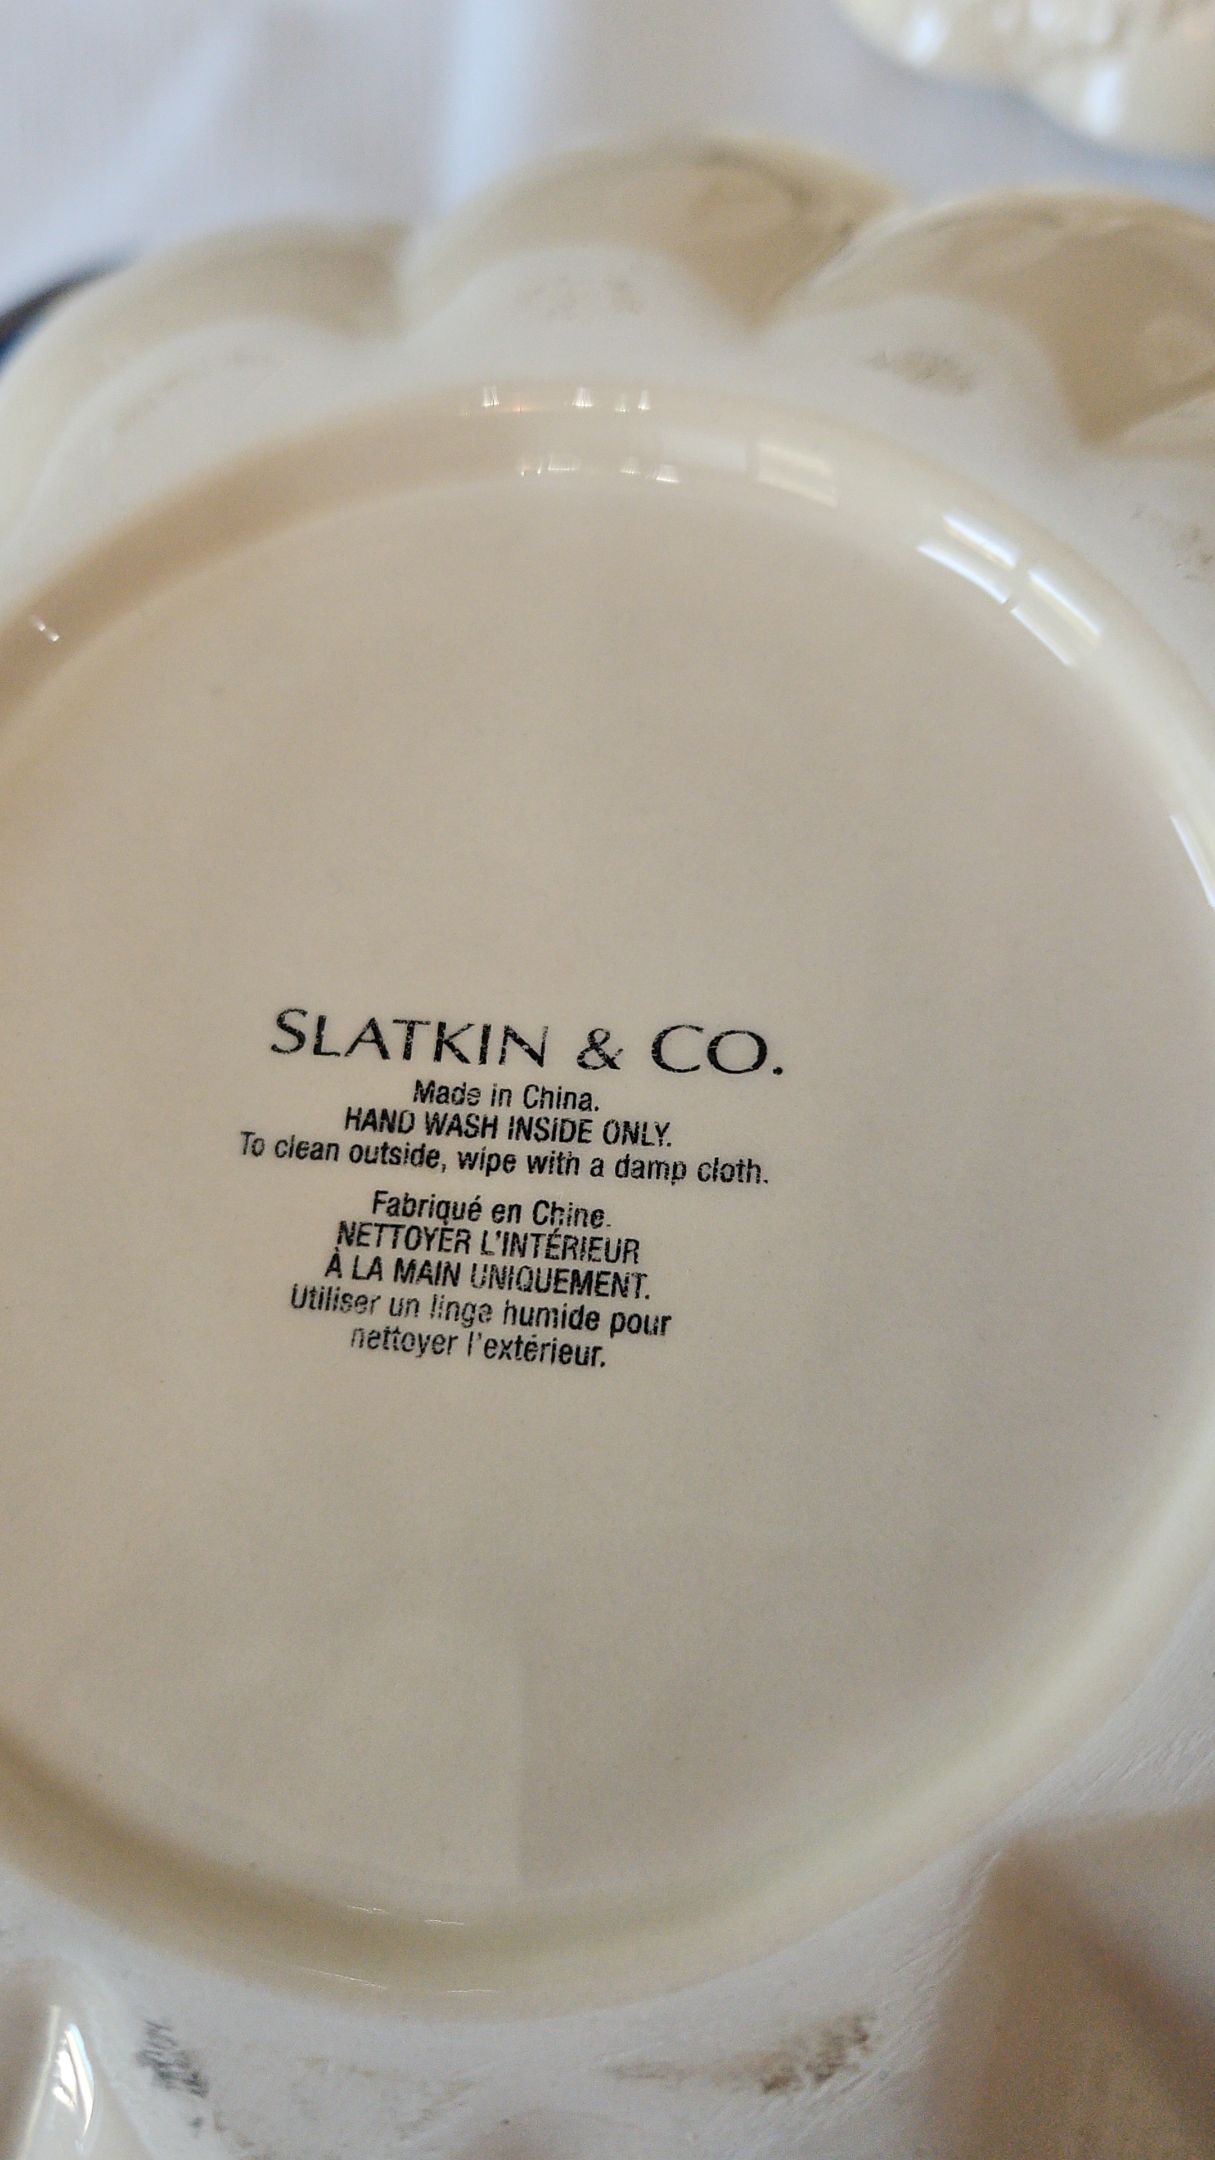 SLATKIN & CO.
Made in China.
HAND WASH INSIDE ONLY.
To clean outside, wipe with a damp cloth.
Fabriqué en Chine.
NETTOYER L'INTÉRIEUR
À LA MAIN UNIQUEMENT.
Utiliser un linge humide pour
nettoyer l'extérieur.